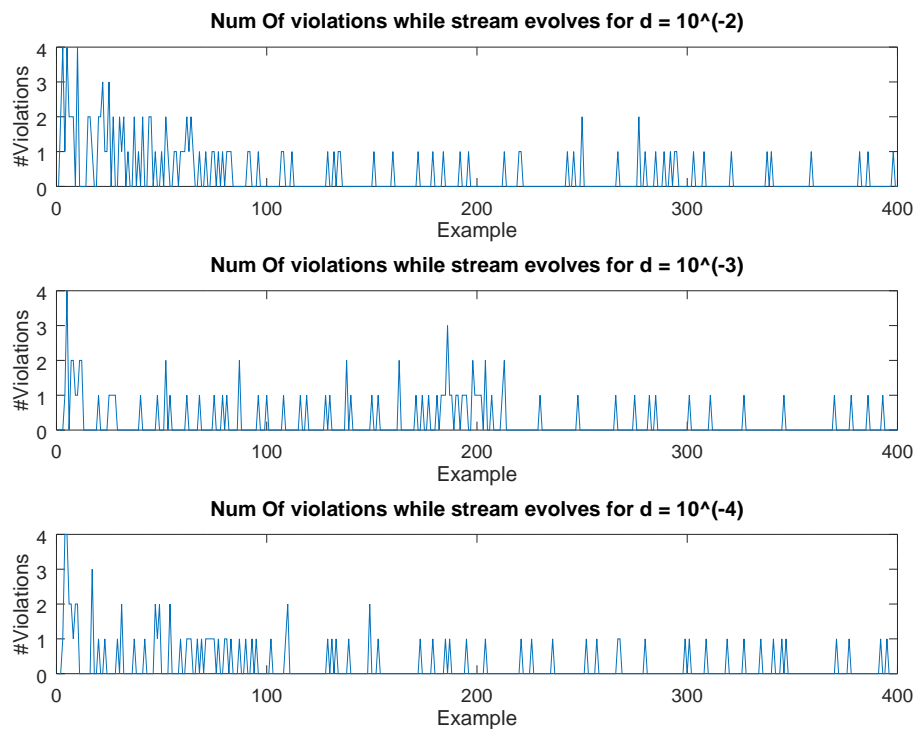 Num Of violations while stream evolves for d = 10^(-2)
4
3
2
1
0
#Violations
0 100 200 300 400
Example
Num Of violations while stream evolves for d = 10^(-3)
4
3
2
1
0
#Violations
0 100 200 300 400
Example
Num Of violations while stream evolves for d = 10^(-4)
4
3
2
1
0
#Violations
0 100 200 300 400
Example